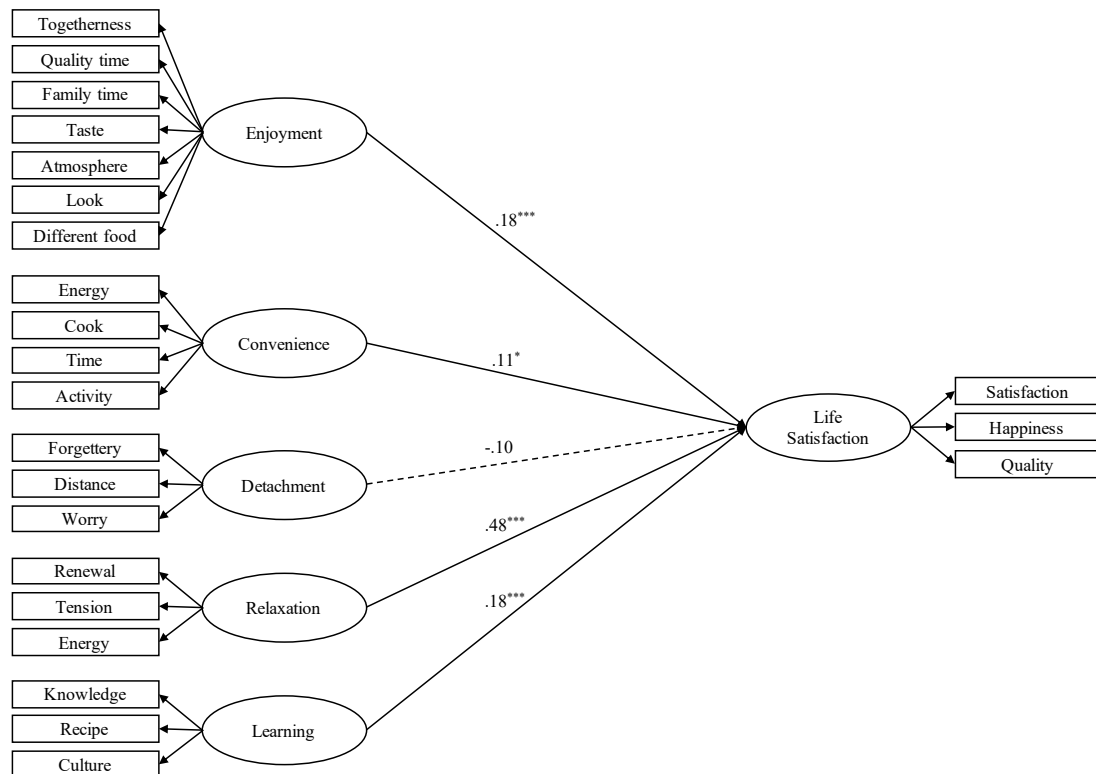 Togetherness
Quality time
Family time
Taste
Atmosphere
Look
Different food
Enjoyment
.18***
Energy
Cook
Time
Activity
Convenience
.11*
Forgettery
Distance
Worry
Detachment
-.10
Renewal
Tension
Energy
Relaxation
.48***
Knowledge
Recipe
Culture
Learning
.18***
Life
Satisfaction
Satisfaction
Happiness
Quality